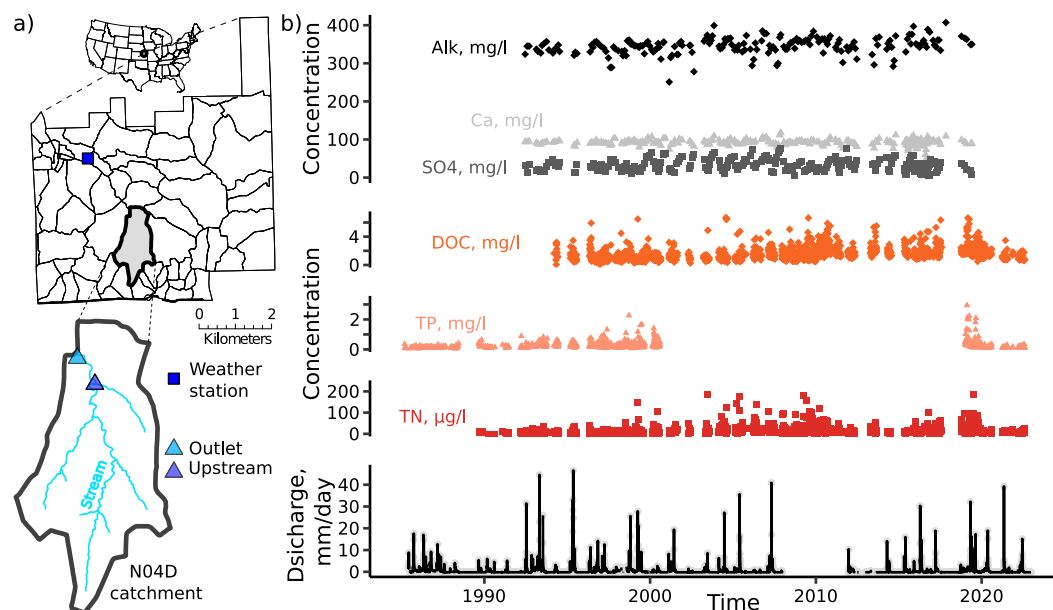 a)
0 1 2
Kilometers
Weather
station
Outlet
Upstream
Stream
N04D
catchment
b)
Concentration
400
300
200
100
0
Alk, mg/l
Ca, mg/l
SO4, mg/l
Concentration
4
2
0
DOC, mg/l
2
1
0
TP, mg/l
200
100
0
TN, µg/l
Dsicharge,
mm/day
40
30
20
10
0
1990 2000 2010 2020
Time